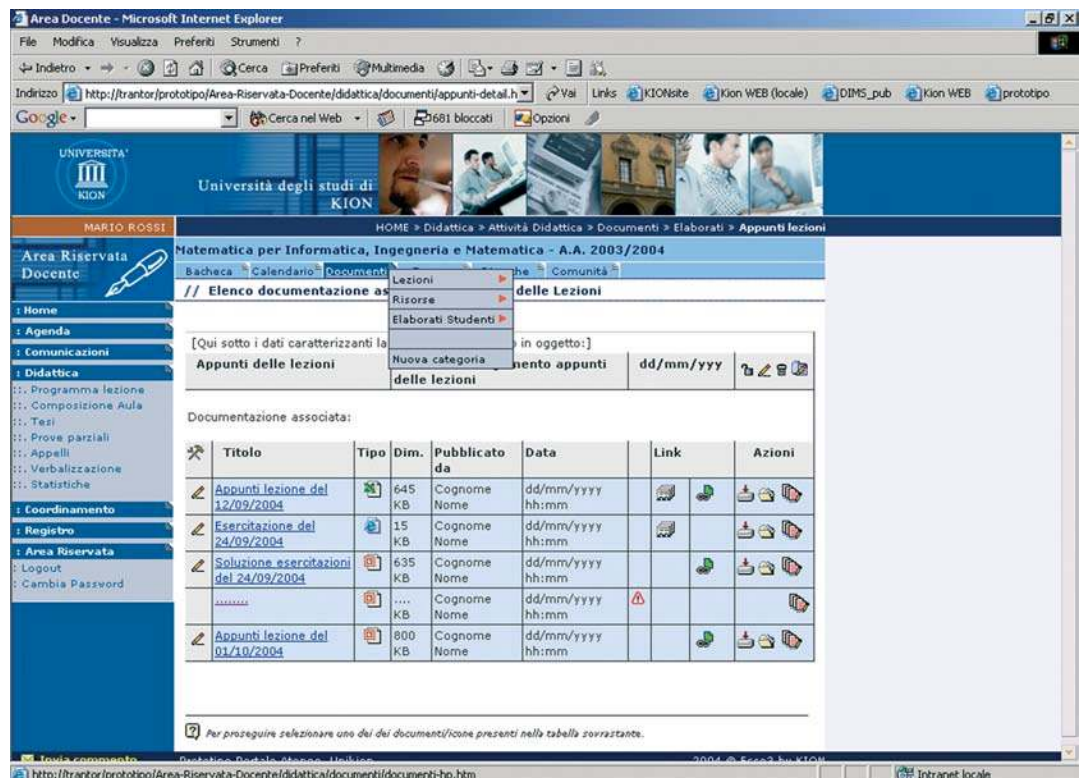 Area Docente - Microsoft Internet Explorer
File Modifica Visualizza Preferiti Strumenti ?
Indietro Cerca Preferiti Multimedia
Indirizzo http://trantor/prototipo/Area-Riservata-Docente/didattica/documenti/appunti-detail.h Vai Links KIONsite Kion WEB (locale) DIMS_pub Kion WEB prototipo
Google Cerca nel Web 681 bloccati Opzioni
UNIVERSITA'
KION
Università degli studi di
KION
MARIO ROSSI
HOME > Didattica > Attività Didattica > Documenti > Elaborati > Appunti lezioni
Area Riservata
Docente
Matematica per Informatica, Ingegneria e Matematica - A.A. 2003/2004
Bacheca Calendario Documenti he Comunità
// Elenco documentazione as delle Lezioni
Lezioni
Risorse
Elaborati Studenti
Nuova categoria
: Home
: Agenda
: Comunicazioni
: Didattica
::. Programma lezione
::. Composizione Aula
::. Tesi
::. Prove parziali
::. Appelli
::. Verbalizzazione
::. Statistiche
: Coordinamento
: Registro
: Area Riservata
: Logout
: Cambia Password
[Qui sotto i dati caratterizzanti la in oggetto:]
Appunti delle lezioni mento appunti dd/mm/yyy
delle lezioni
Documentazione associata:
Titolo Tipo Dim. Pubblicato da Data Link Azioni
Appunti lezione del 645 Cognome dd/mm/yyyy
12/09/2004 KB Nome hh:mm
Esercitazione del 15 Cognome dd/mm/yyyy
24/09/2004 KB Nome hh:mm
Soluzione esercitazioni 635 Cognome dd/mm/yyyy
del 24/09/2004 KB Nome hh:mm
........ .... Cognome dd/mm/yyyy
KB Nome hh:mm
Appunti lezione del 800 Cognome dd/mm/yyyy
01/10/2004 KB Nome hh:mm
Per proseguire selezionare uno dei dei documenti/icone presenti nella tabella sovrastante.
Invia commento Prototipo Portale Ateneo 2004 © Esse3 by KION
http://trantor/prototipo/Area-Riservata-Docente/didattica/documenti/documenti-hp.htm Intranet locale